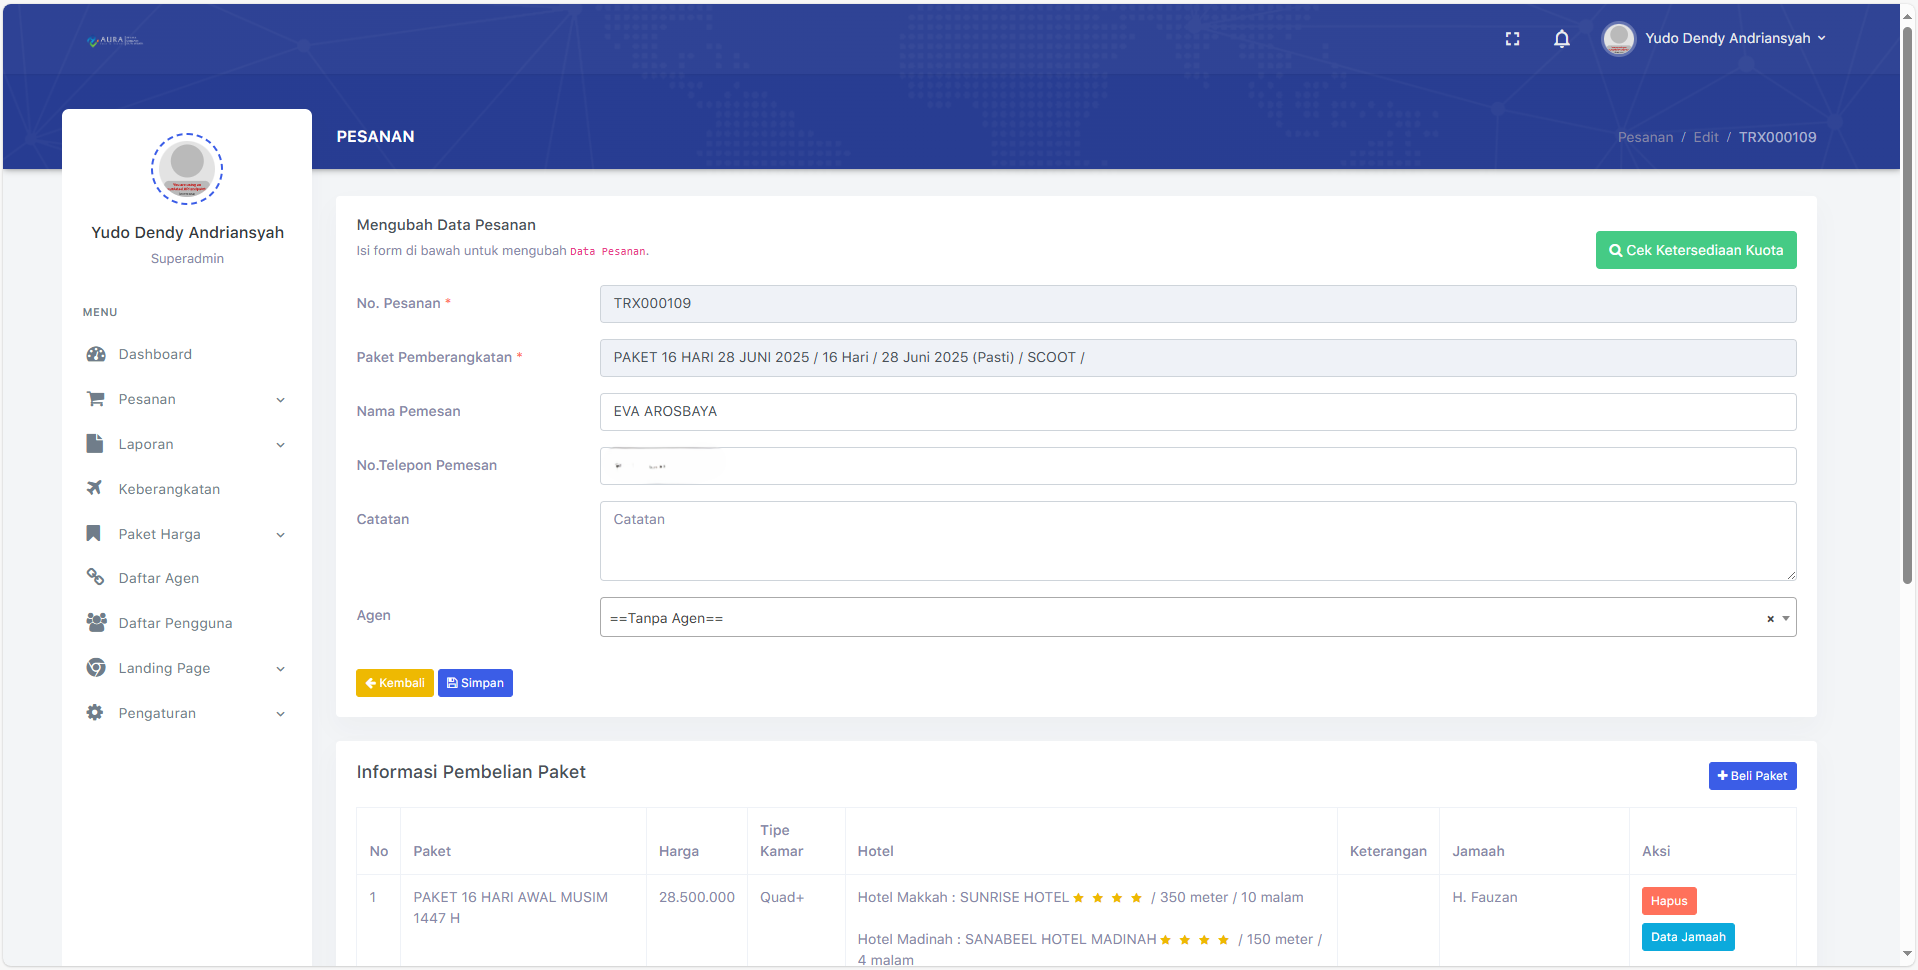 AURA
Yudo Dendy Andriansyah
PESANAN
Pesanan / Edit / TRX000109
Yudo Dendy Andriansyah
Superadmin
MENU
Dashboard
Pesanan
Laporan
Keberangkatan
Paket Harga
Daftar Agen
Daftar Pengguna
Landing Page
Pengaturan
Mengubah Data Pesanan
Isi form di bawah untuk mengubah Data Pesanan.
Cek Ketersediaan Kuota
No. Pesanan *
TRX000109
Paket Pemberangkatan *
PAKET 16 HARI 28 JUNI 2025 / 16 Hari / 28 Juni 2025 (Pasti) / SCOOT /
Nama Pemesan
EVA AROSBAYA
No.Telepon Pemesan
Catatan
Catatan
Agen
==Tanpa Agen==
Kembali
Simpan
Informasi Pembelian Paket
Beli Paket
No
Paket
Harga
Tipe
Kamar
Hotel
Keterangan
Jamaah
Aksi
1
PAKET 16 HARI AWAL MUSIM
1447 H
28.500.000
Quad+
Hotel Makkah : SUNRISE HOTEL ★ ★ ★ ★ / 350 meter / 10 malam
Hotel Madinah : SANABEEL HOTEL MADINAH ★ ★ ★ ★ / 150 meter /
4 malam
H. Fauzan
Hapus
Data Jamaah